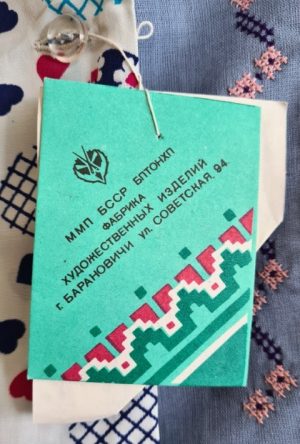 ММП БССР БПТОНХП
ФАБРИКА
ХУДОЖЕСТВЕННЫХ ИЗДЕЛИЙ
г. БАРАНОВИЧИ ул. СОВЕТСКАЯ, 94.